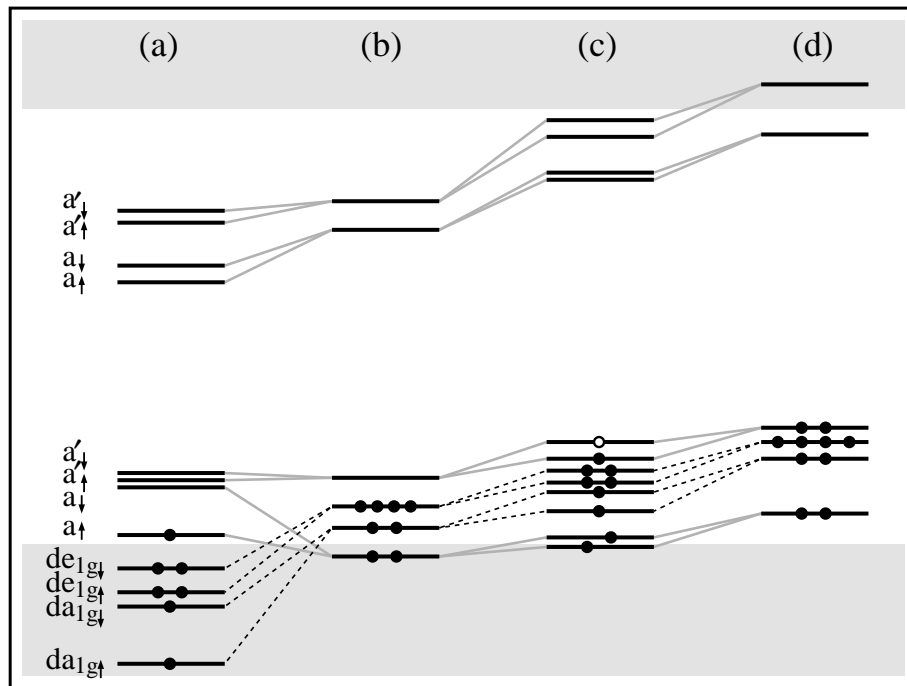 (a) (b) (c) (d)
a'↓
a'↑
a↓
a↑
a'↓
a'↑
a↓
a↑
de1g↓
de1g↑
da1g↓
da1g↑